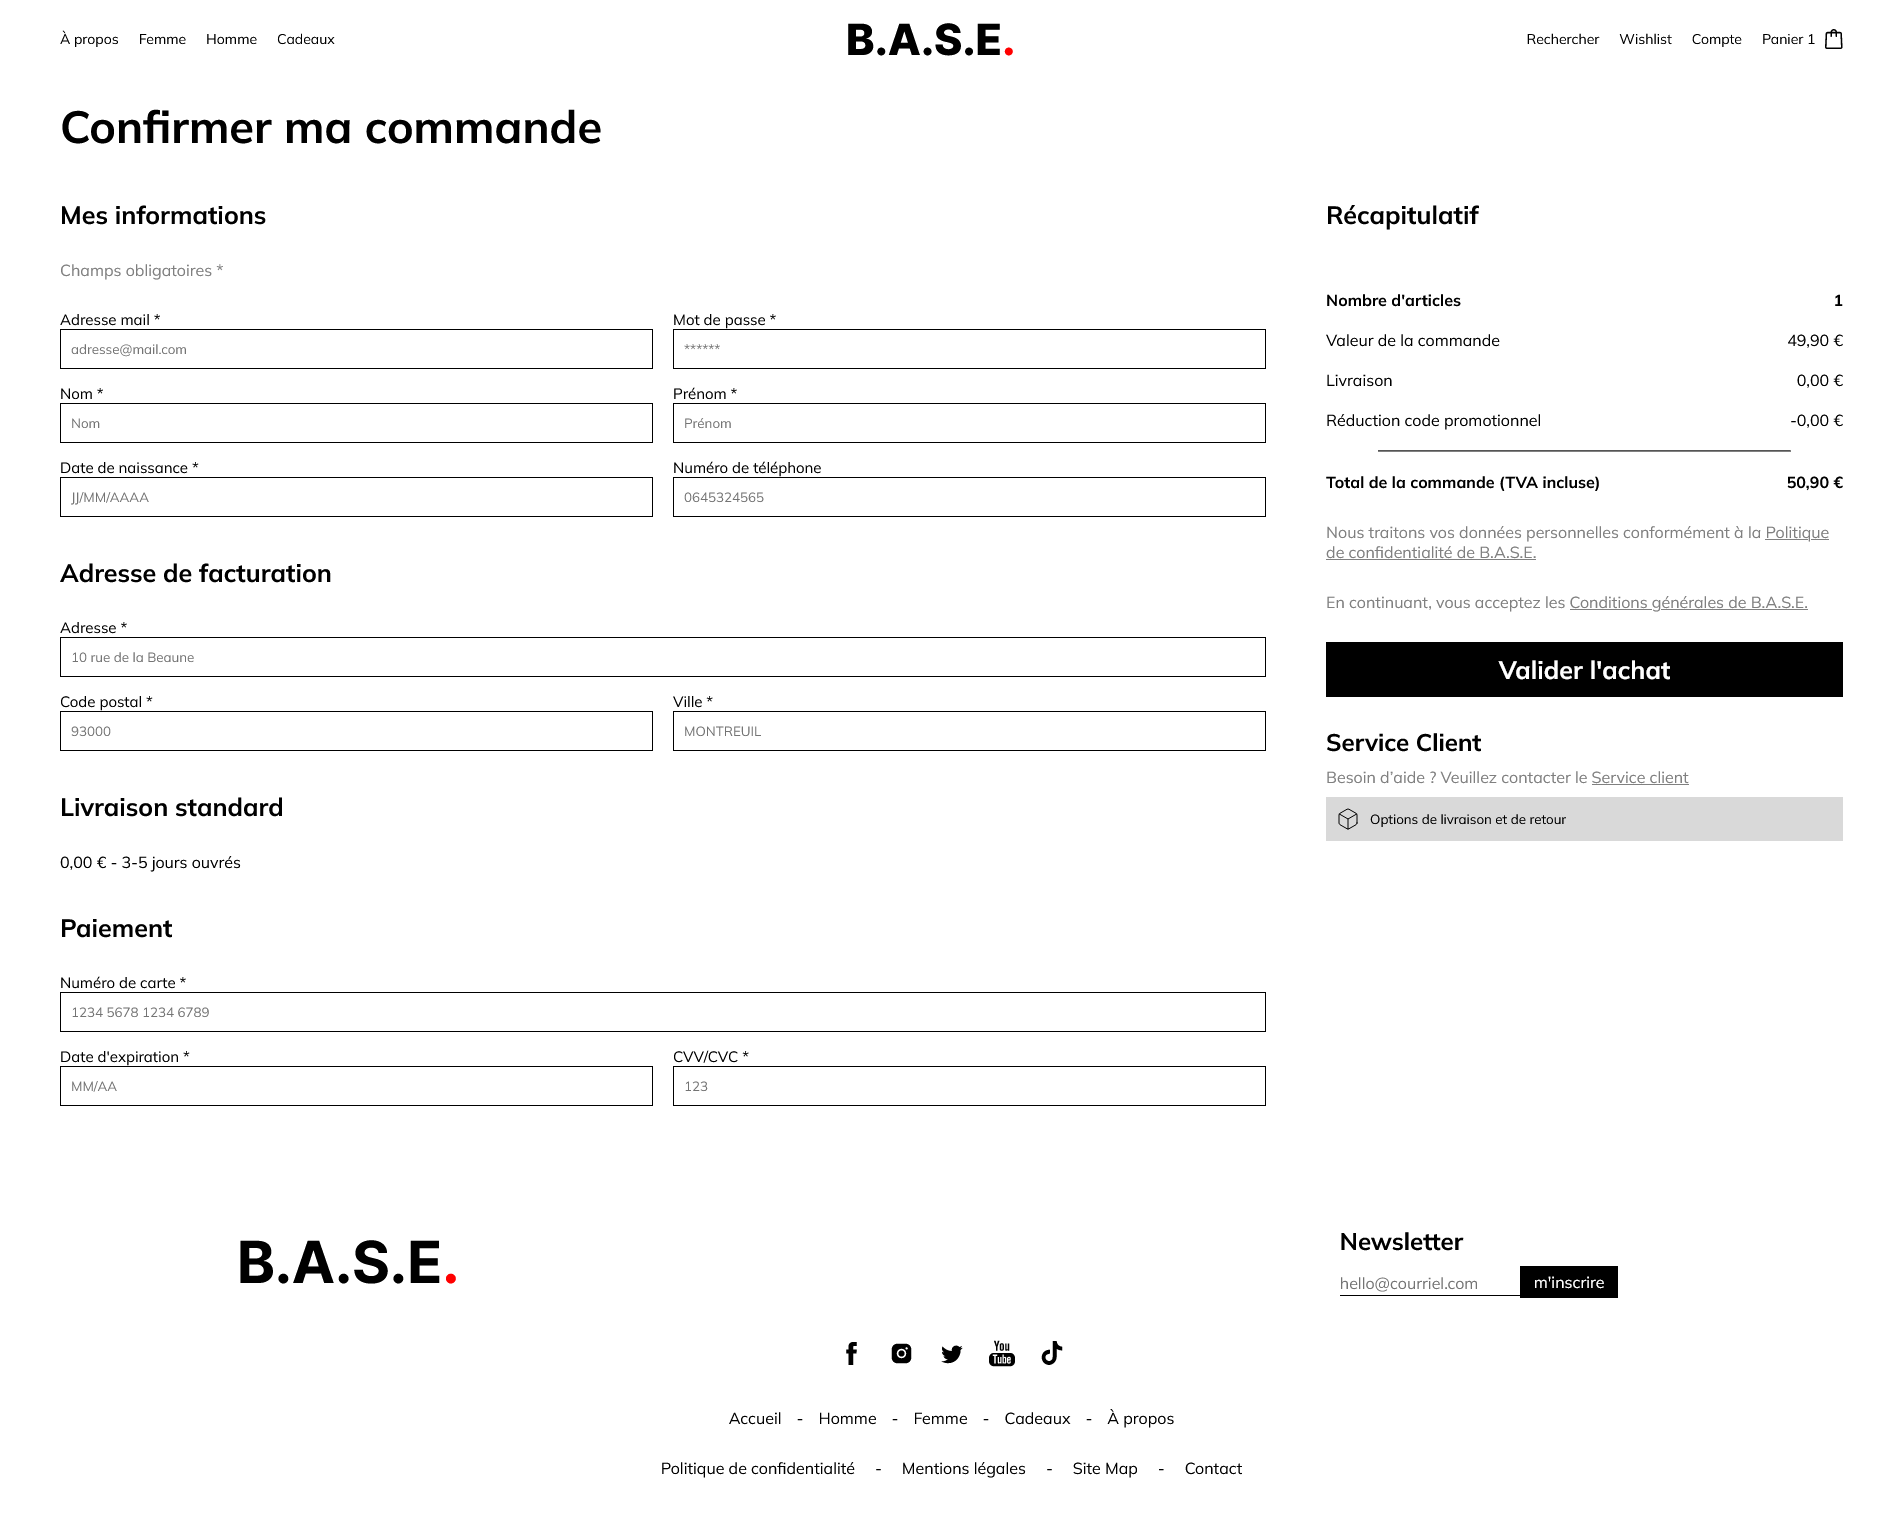 À propos Femme Homme Cadeaux
B.A.S.E.
Rechercher Wishlist Compte Panier 1
Confirmer ma commande
Mes informations
Champs obligatoires *
Adresse mail * Mot de passe *
adresse@mail.com ******
Nom * Prénom *
Nom Prénom
Date de naissance * Numéro de téléphone
JJ/MM/AAAA 0645324565
Adresse de facturation
Adresse *
10 rue de la Beaune
Code postal * Ville *
93000 MONTREUIL
Livraison standard
0,00 € - 3-5 jours ouvrés
Paiement
Numéro de carte *
1234 5678 1234 6789
Date d'expiration * CVV/CVC *
MM/AA 123
Récapitulatif
Nombre d'articles 1
Valeur de la commande 49,90 €
Livraison 0,00 €
Réduction code promotionnel -0,00 €
Total de la commande (TVA incluse) 50,90 €
Nous traitons vos données personnelles conformément à la Politique
de confidentialité de B.A.S.E.
En continuant, vous acceptez les Conditions générales de B.A.S.E.
Valider l'achat
Service Client
Besoin d’aide ? Veuillez contacter le Service client
Options de livraison et de retour
B.A.S.E.
Newsletter
hello@courriel.com m'inscrire
You
Tube
Accueil - Homme - Femme - Cadeaux - À propos
Politique de confidentialité - Mentions légales - Site Map - Contact